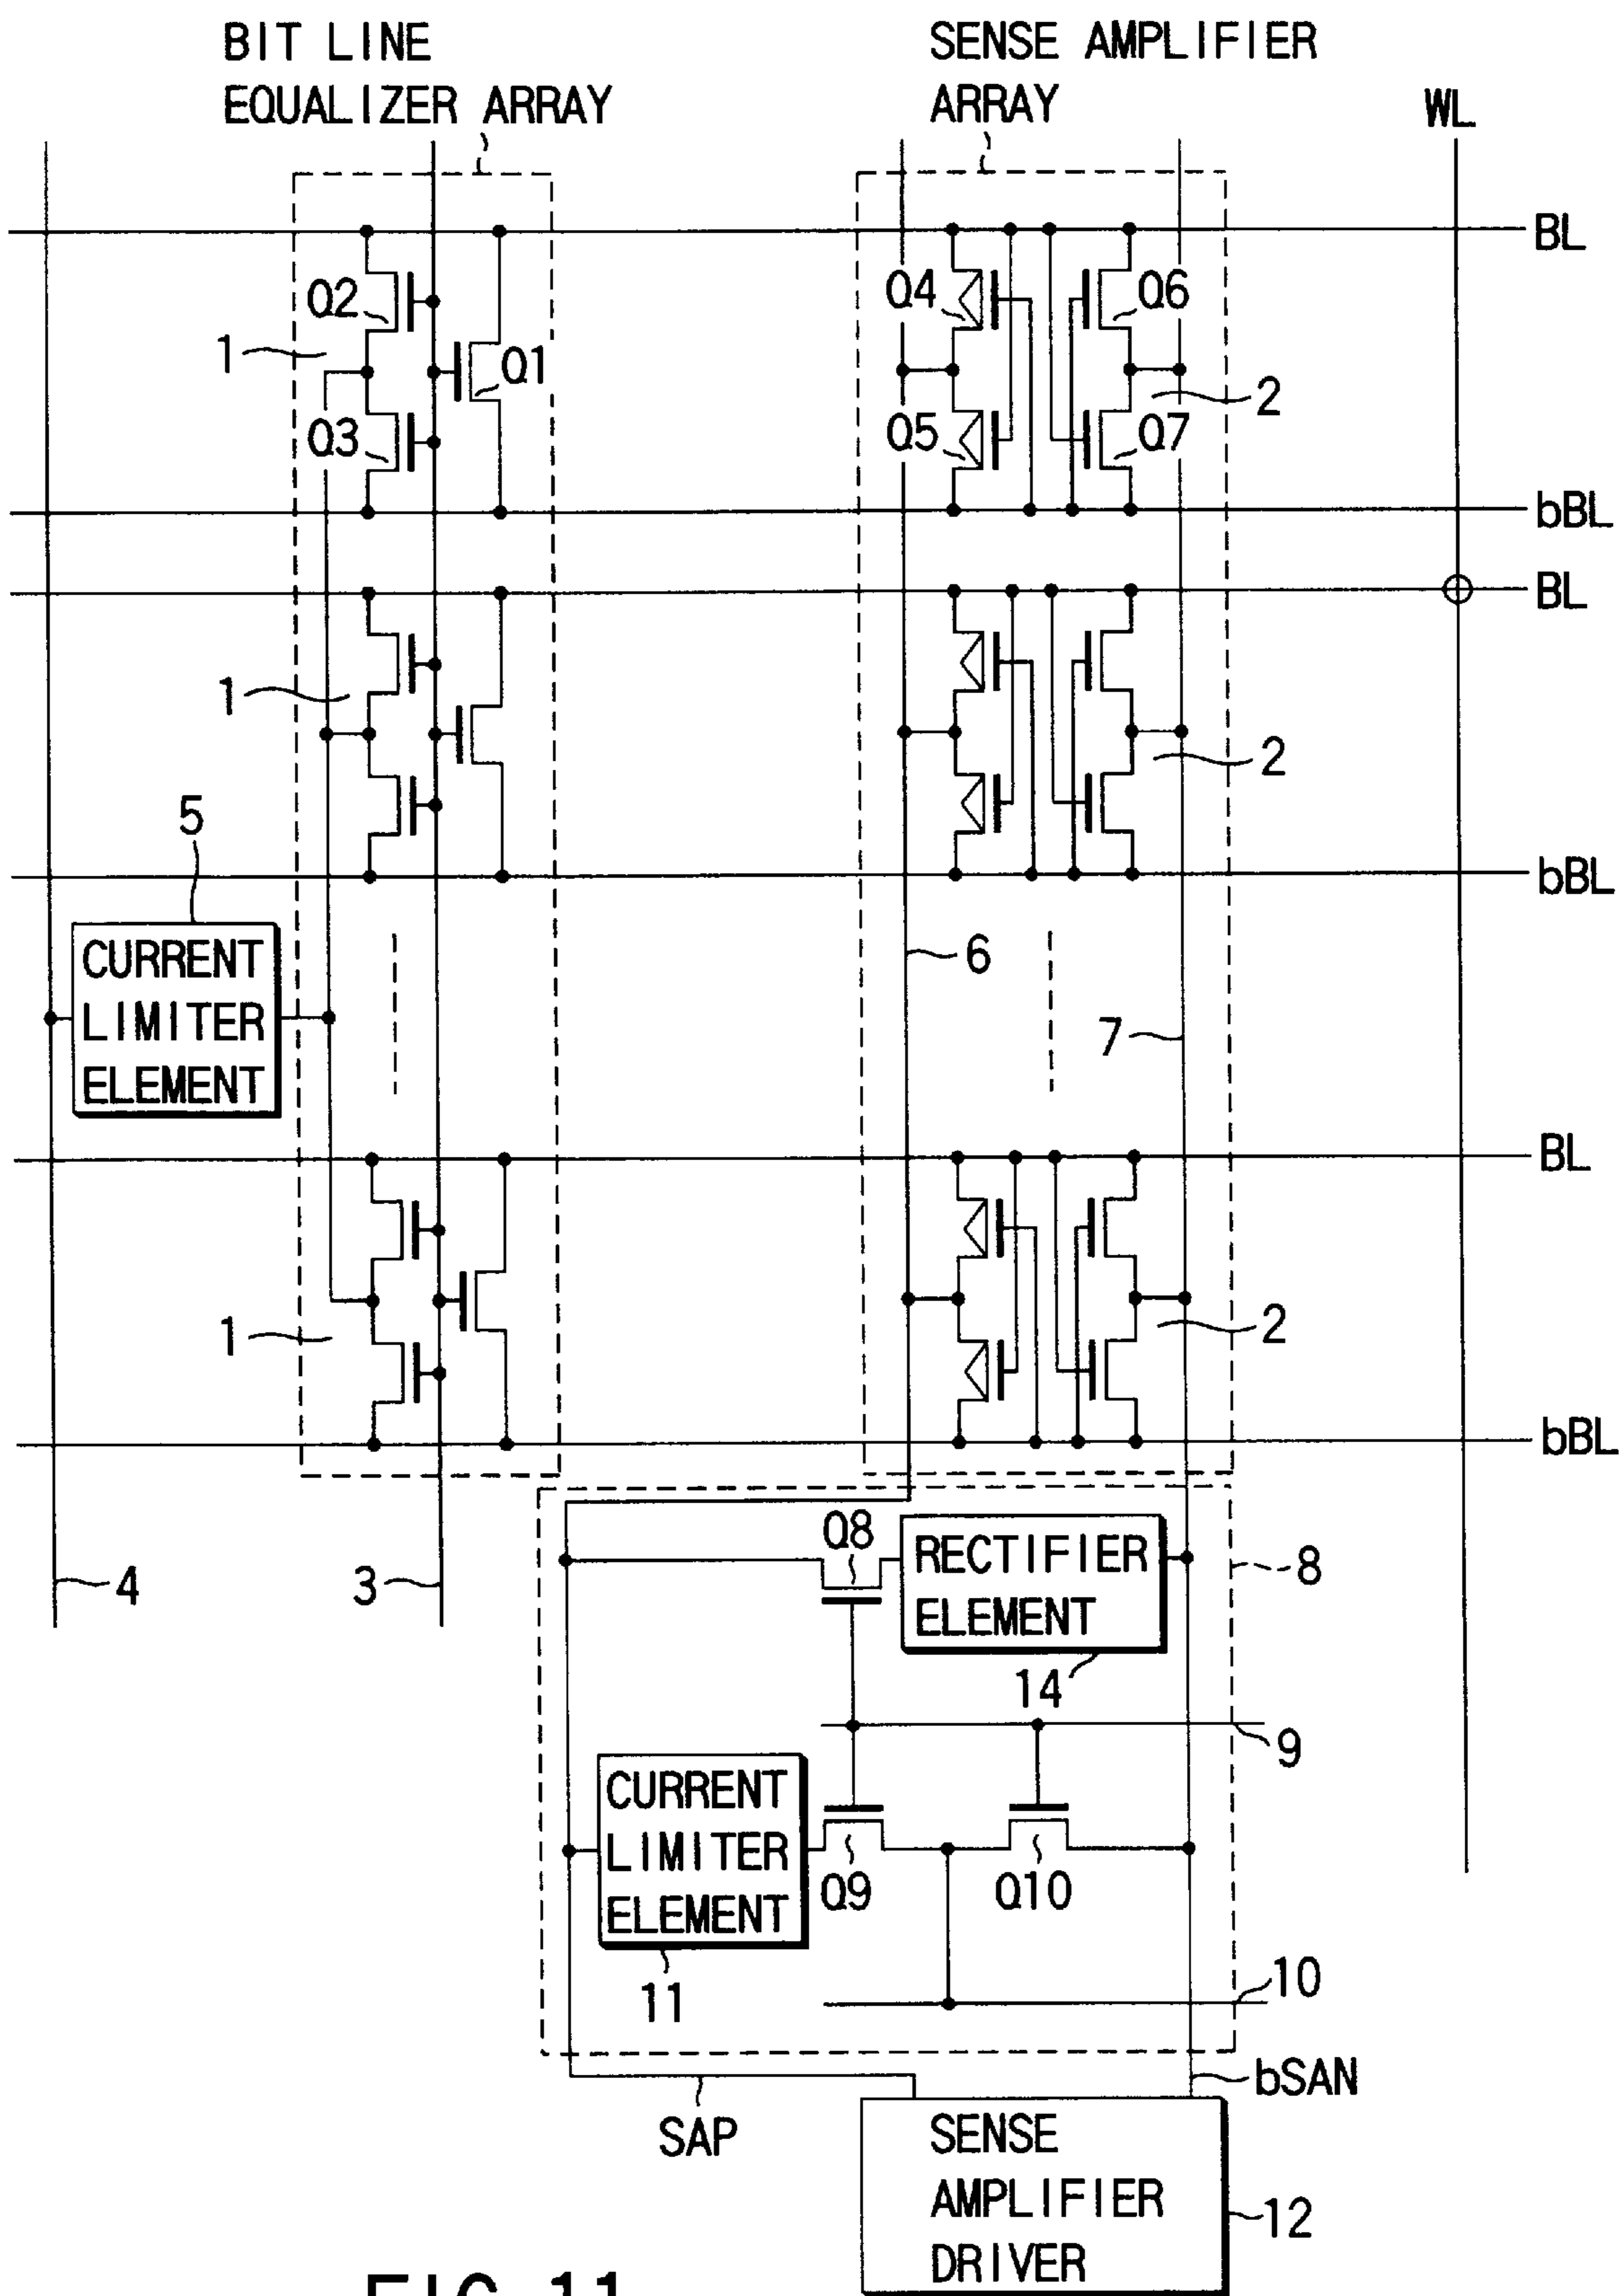 BIT LINE
EQUALIZER ARRAY
SENSE AMPLIFIER
ARRAY
WL
BL
Q2
Q4
Q6
1
Q1
2
Q3
Q5
Q7
bBL
BL
1
2
5
bBL
CURRENT
LIMITER
ELEMENT
6
7
BL
1
2
bBL
4
3
Q8
RECTIFIER
ELEMENT
8
14
9
CURRENT
LIMITER
ELEMENT
Q9
Q10
11
10
bSAN
SAP
SENSE
AMPLIFIER
DRIVER
12
FIG. 11